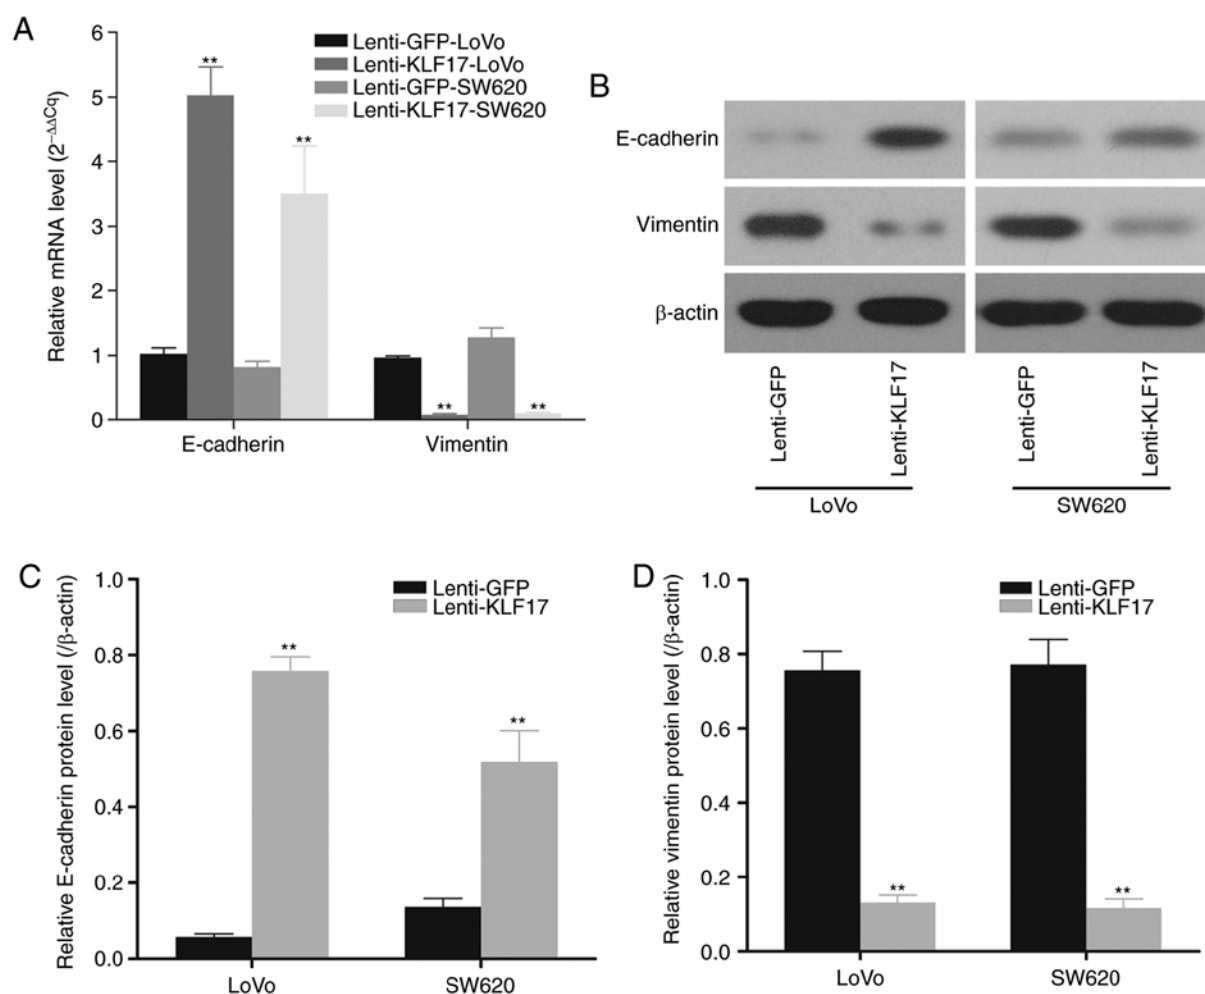 A
Relative mRNA level (2⁻ΔΔCq)
6
5
4
3
2
1
0
**
**
**
**
Lenti-GFP-LoVo
Lenti-KLF17-LoVo
Lenti-GFP-SW620
Lenti-KLF17-SW620
E-cadherin
Vimentin
B
E-cadherin
Vimentin
β-actin
Lenti-GFP
Lenti-KLF17
Lenti-GFP
Lenti-KLF17
LoVo
SW620
C
Relative E-cadherin protein level (/β-actin)
1.0
0.8
0.6
0.4
0.2
0.0
Lenti-GFP
Lenti-KLF17
**
**
LoVo
SW620
D
Relative vimentin protein level (/β-actin)
1.0
0.8
0.6
0.4
0.2
0.0
Lenti-GFP
Lenti-KLF17
**
**
LoVo
SW620